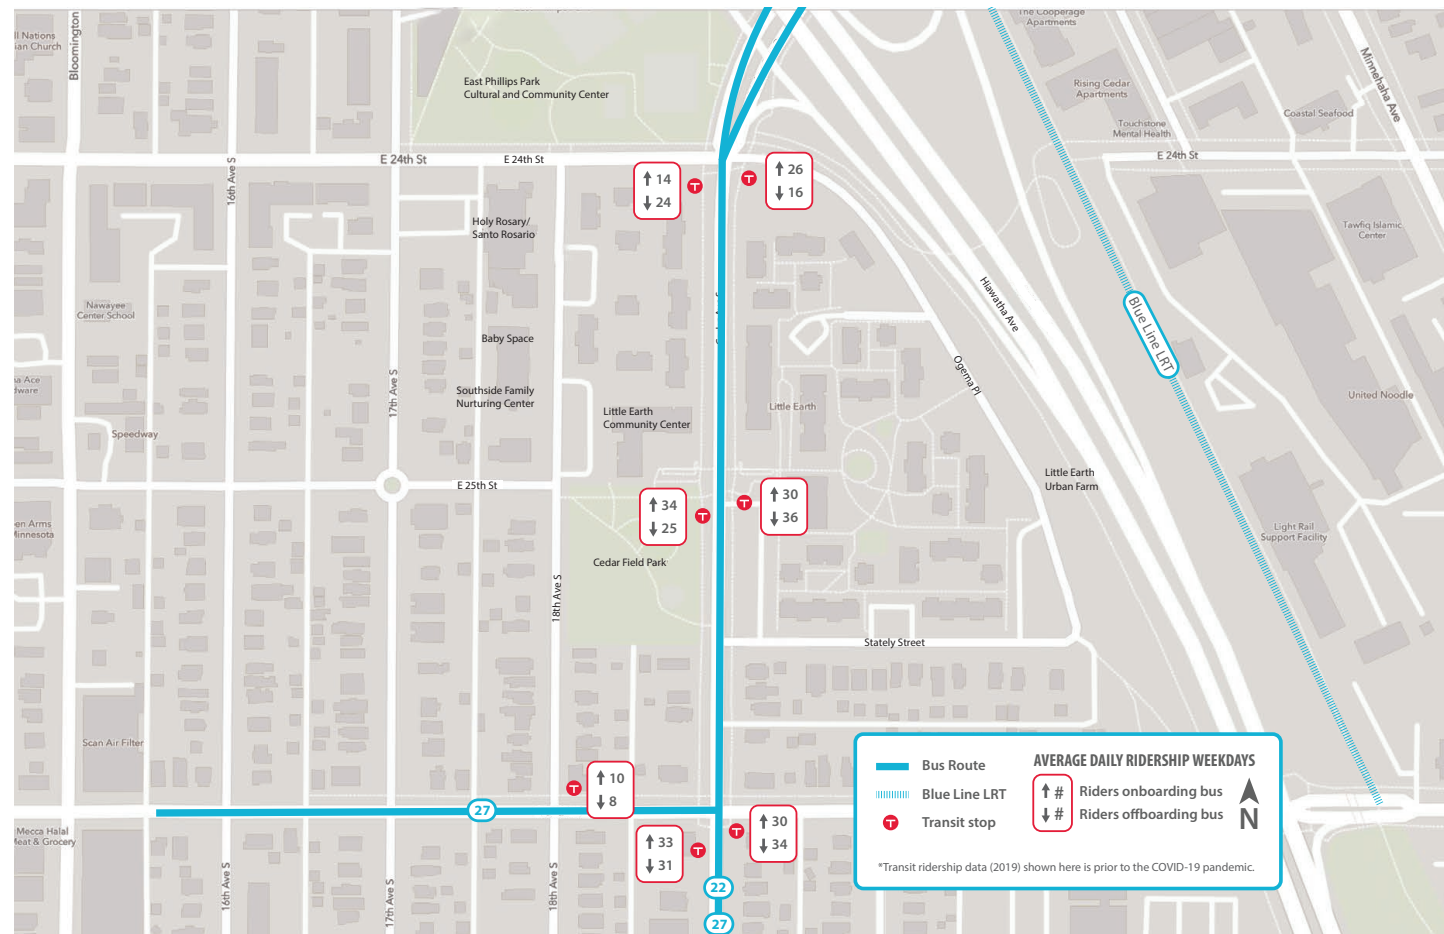 The Cooperage
Apartments
ll Nations
ian Church
Bloomington
Minnehaha Ave
East Phillips Park
Cultural and Community Center
Rising Cedar
Apartments
Coastal Seafood
Touchstone
Mental Health
E 24th St
E 24th St
E 24th St
16th Ave S
14
24
26
16
Holy Rosary/
Santo Rosario
Tawfiq Islamic
Center
Nawayee
Center School
Hiawatha Ave
Blue Line LRT
Baby Space
Ogema Pl
17th Ave S
na Ace
dware
Southside Family
Nurturing Center
Little Earth
Community Center
Little Earth
United Noodle
Speedway
Little Earth
Urban Farm
E 25th St
34
25
30
36
en Arms
Minnesota
Light Rail
Support Facility
Cedar Field Park
18th Ave S
Stately Street
Scan Air Filter
10
8
27
30
34
33
31
Mecca Halal
Meat & Grocery
16th Ave S
17th Ave S
18th Ave S
22
27
Bus Route
Blue Line LRT
Transit stop
AVERAGE DAILY RIDERSHIP WEEKDAYS
# Riders onboarding bus
# Riders offboarding bus
N
*Transit ridership data (2019) shown here is prior to the COVID-19 pandemic.